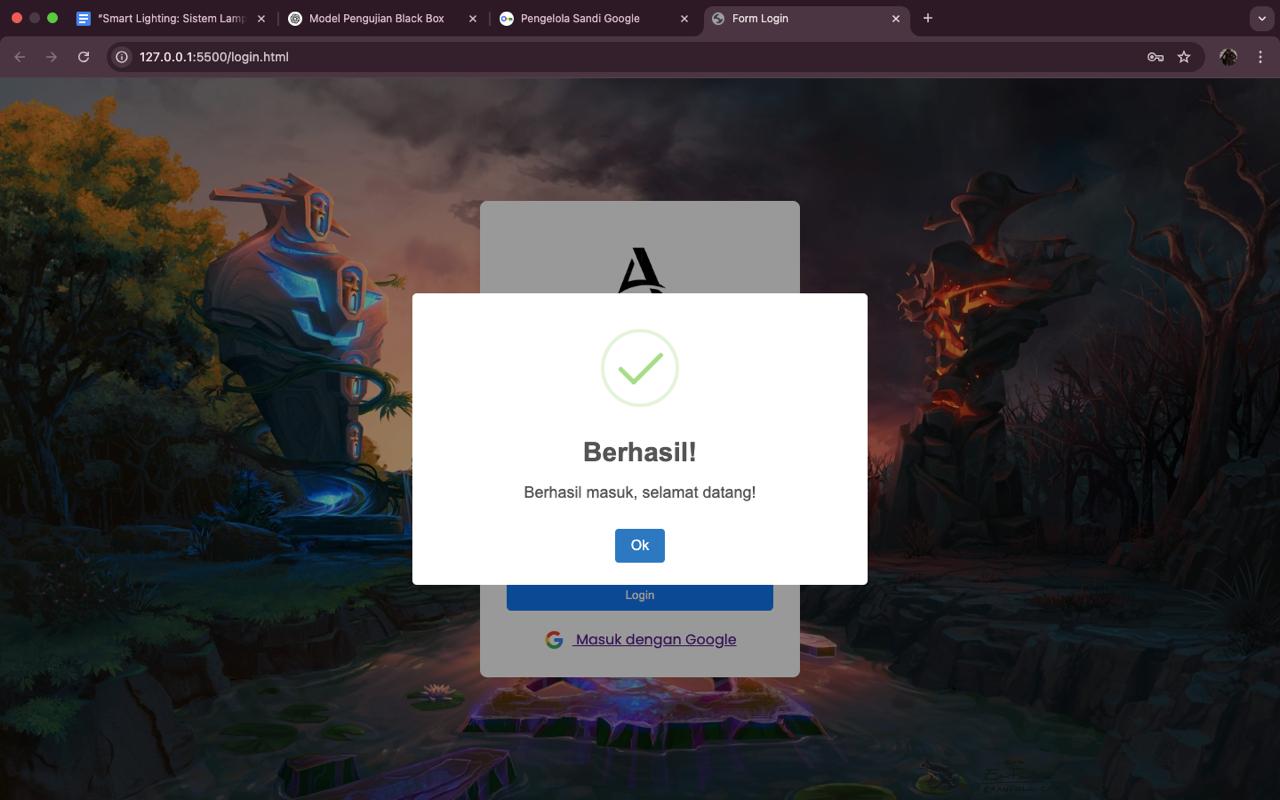 "Smart Lighting: Sistem Lamp
Model Pengujian Black Box
Pengelola Sandi Google
Form Login
127.0.0.1:5500/login.html
Berhasil!
Berhasil masuk, selamat datang!
Ok
Login
Masuk dengan Google